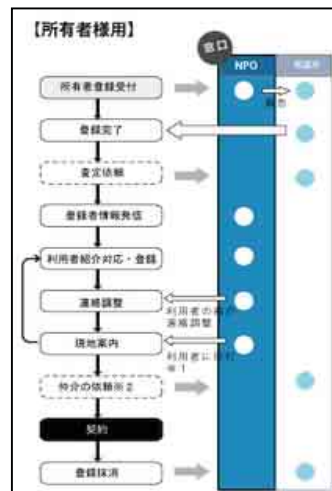 【所有者様用】
窓口
NPO
所有者登録受付
登録完了
査定依頼
登録者情報発信
利用者紹介対応・登録
連絡調整
利用者の
連絡調整
現地案内
利用者に
※1
仲介の依頼※2
契約
登録抹消